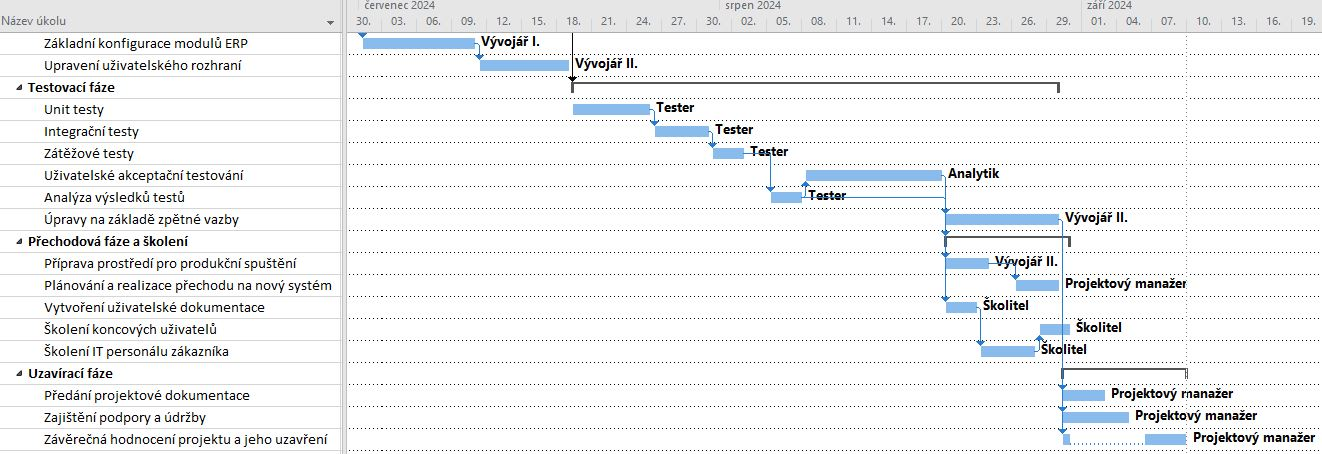 červenec 2024 srpen 2024 září 2024
Název úkolu 30. 03. 06. 09. 12. 15. 18. 21. 24. 27. 30. 02. 05. 08. 11. 14. 17. 20. 23. 26. 29. 01. 04. 07. 10. 13. 16. 19.
Základní konfigurace modulů ERP Vývojář I.
Upravení uživatelského rozhraní Vývojář II.
Testovací fáze
Unit testy Tester
Integrační testy Tester
Zátěžové testy Tester
Uživatelské akceptační testování Analytik
Analýza výsledků testů Tester
Úpravy na základě zpětné vazby Vývojář II.
Přechodová fáze a školení
Příprava prostředí pro produkční spuštění Vývojář II.
Plánování a realizace přechodu na nový systém Projektový manažer
Vytvoření uživatelské dokumentace Školitel
Školení koncových uživatelů Školitel
Školení IT personálu zákazníka Školitel
Uzavírací fáze
Předání projektové dokumentace Projektový manažer
Zajištění podpory a údržby Projektový manažer
Závěrečná hodnocení projektu a jeho uzavření Projektový manažer